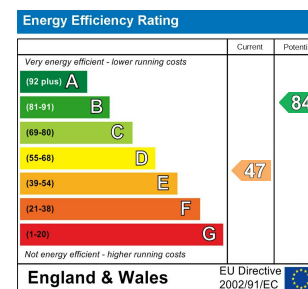 Energy Efficiency Rating
Current Potenti
Very energy efficient - lower running costs
(92 plus) A
(81-91) B
84
(69-80) C
(55-68) D
47
(39-54) E
(21-38) F
(1-20) G
Not energy efficient - higher running costs
England & Wales
EU Directive
2002/91/EC